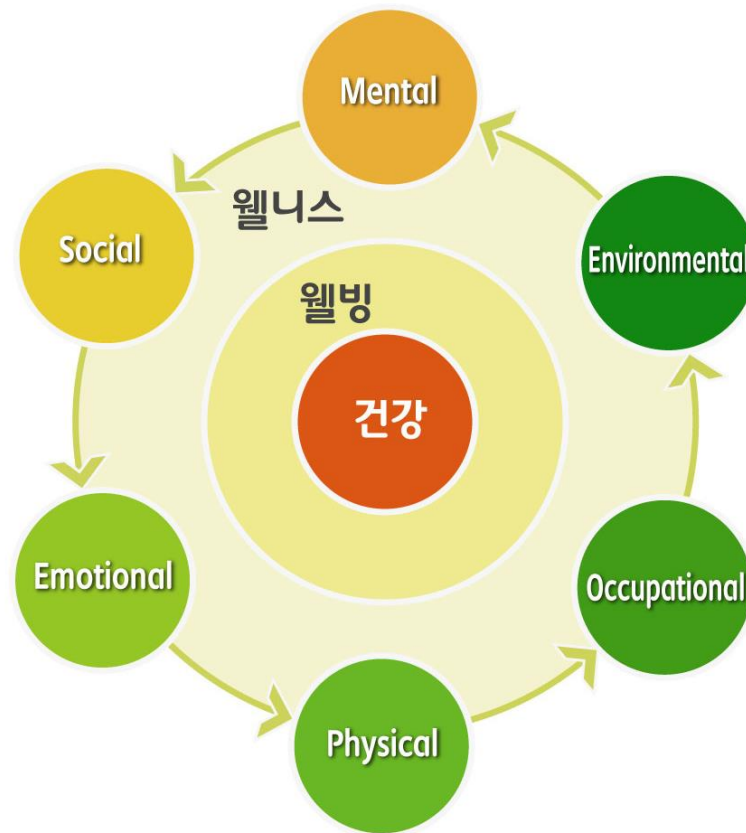 Mental
웰니스
Social
Environmental
웰빙
건강
Emotional
Occupational
Physical